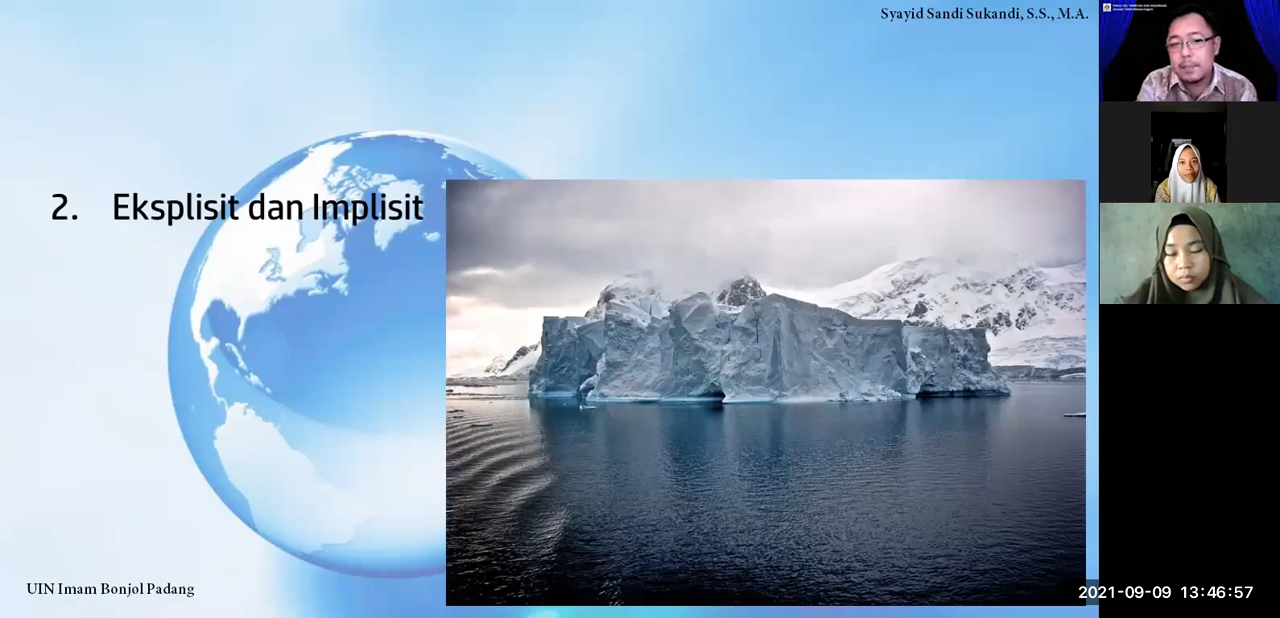 Syayid Sandi Sukandi, S.S., M.A.
2. Eksplisit dan Implisit
UIN Imam Bonjol Padang
2021-09-09 13:46:57